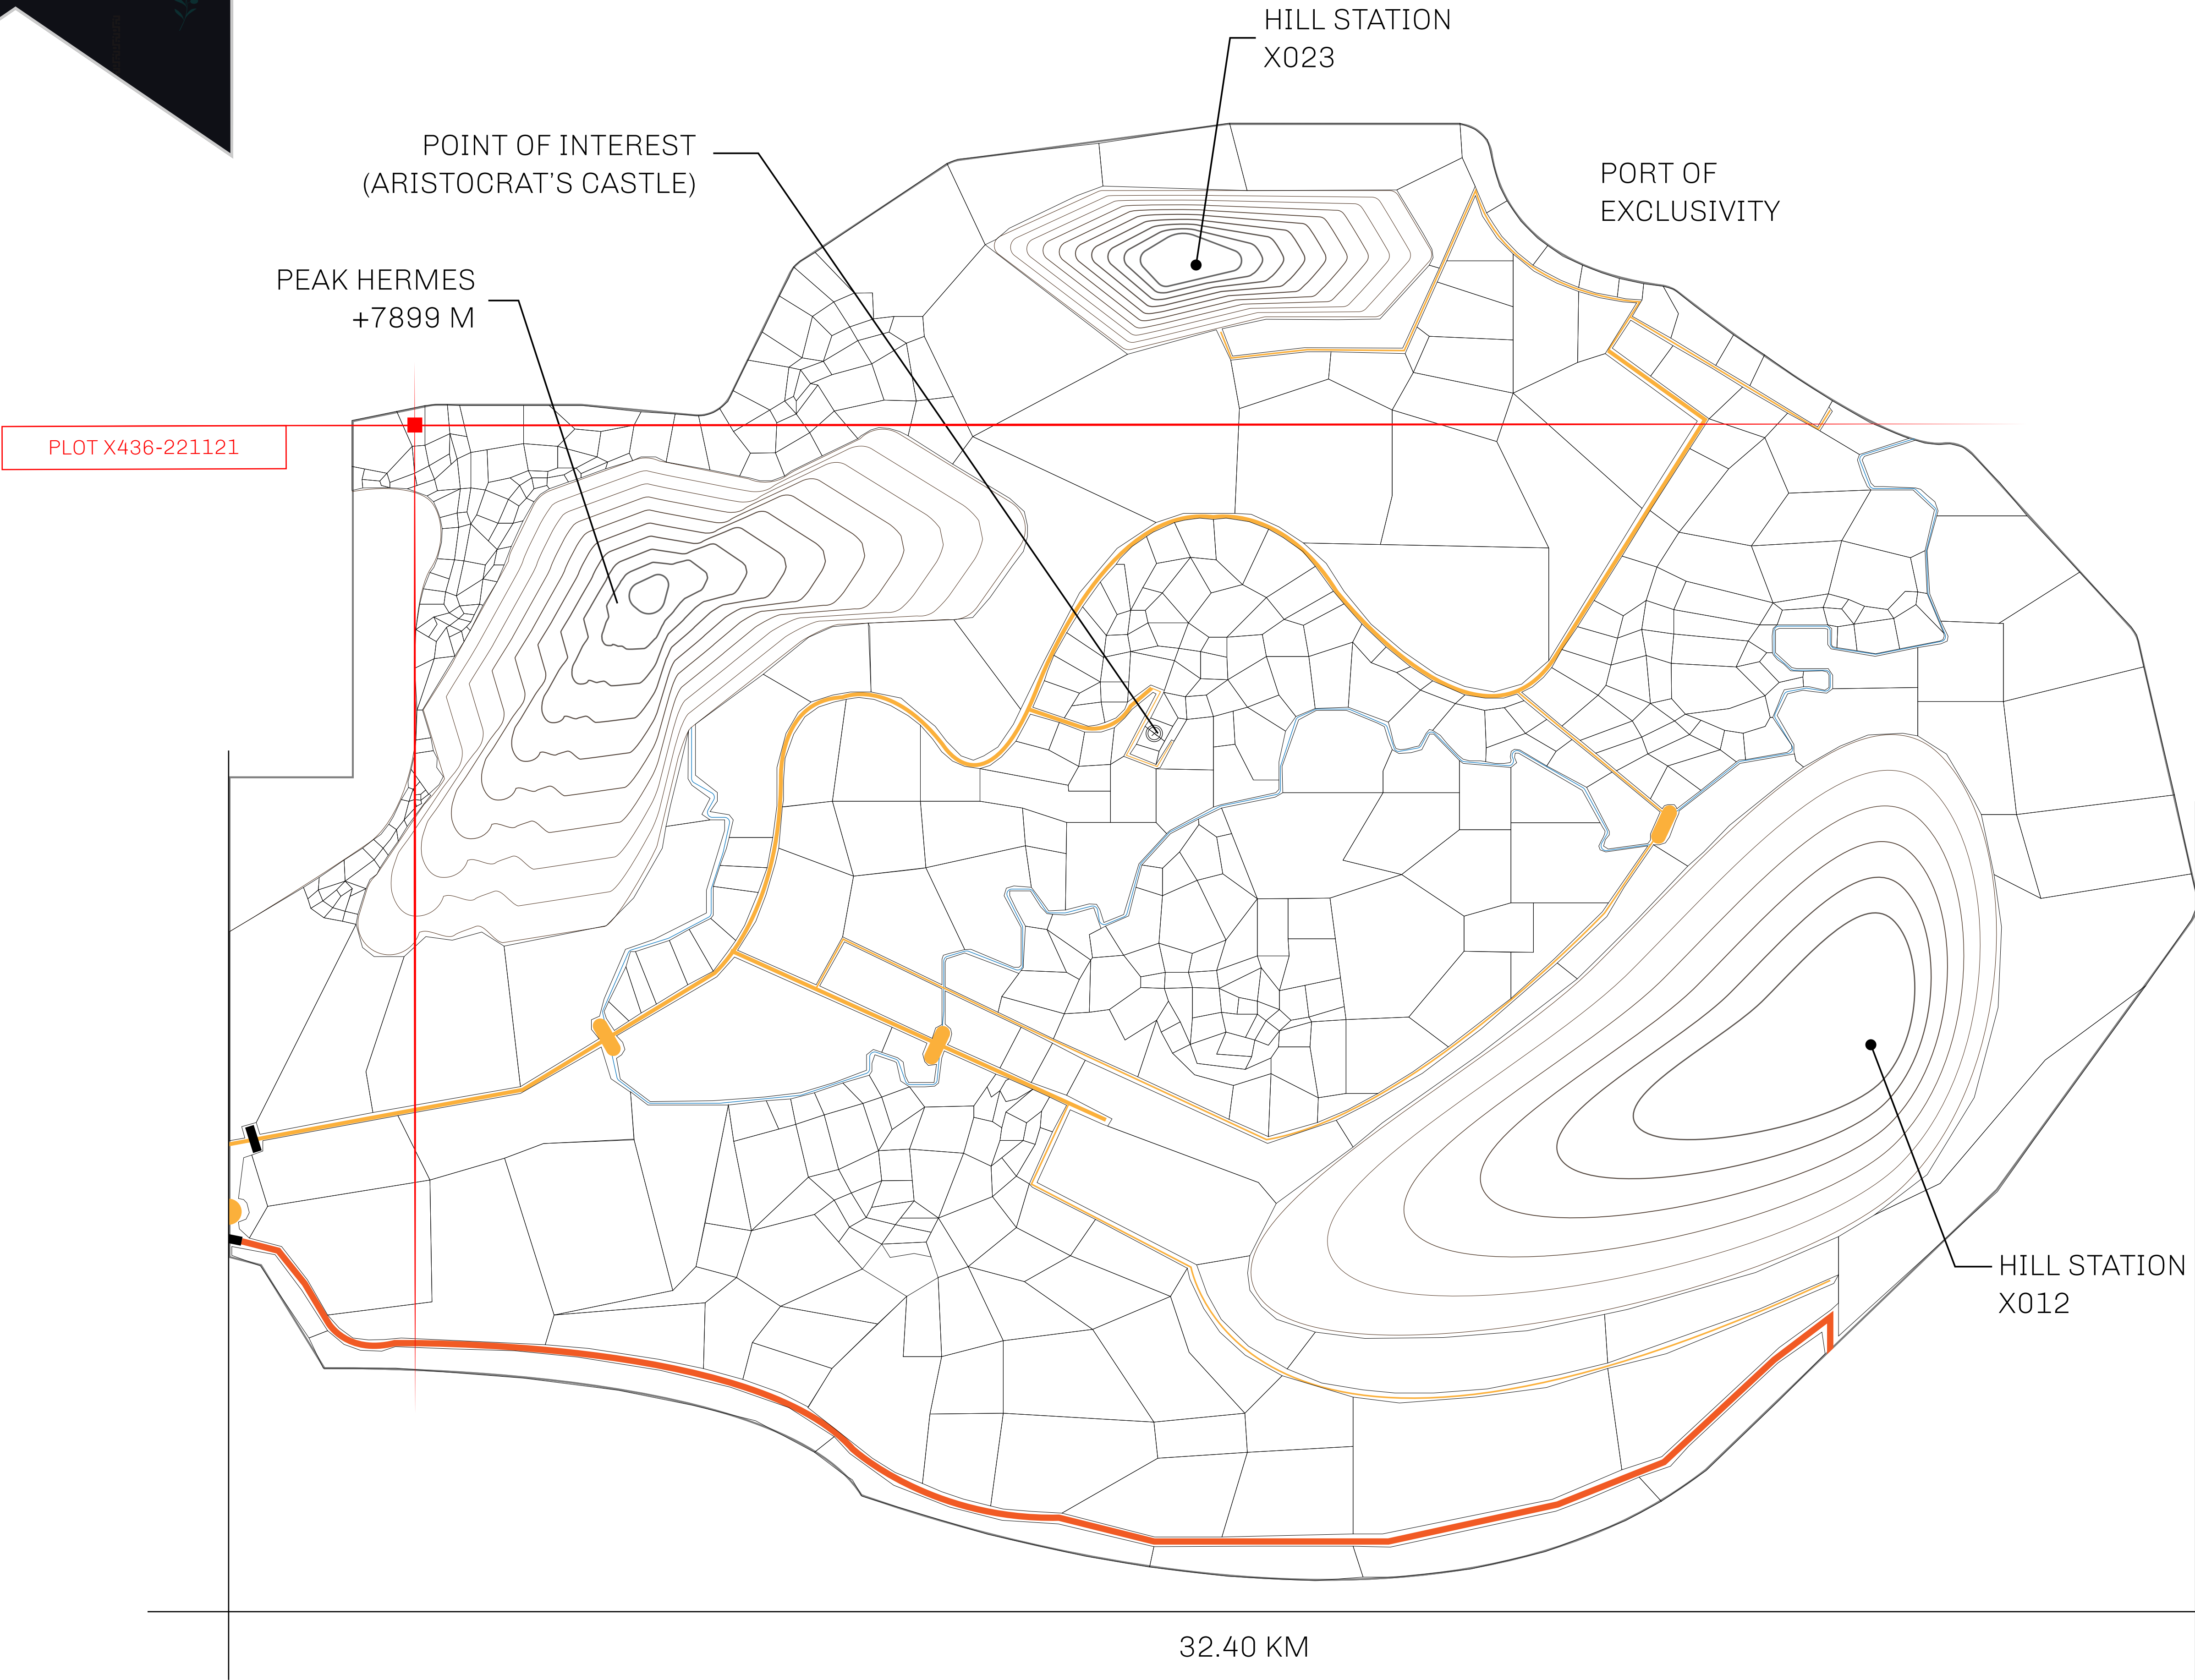 HILL STATION
X023
POINT OF INTEREST
(ARISTOCRAT'S CASTLE)
PORT OF
EXCLUSIVITY
PEAK HERMES
+7899 M
PLOT X436-221121
HILL STATION
X012
32.40 KM